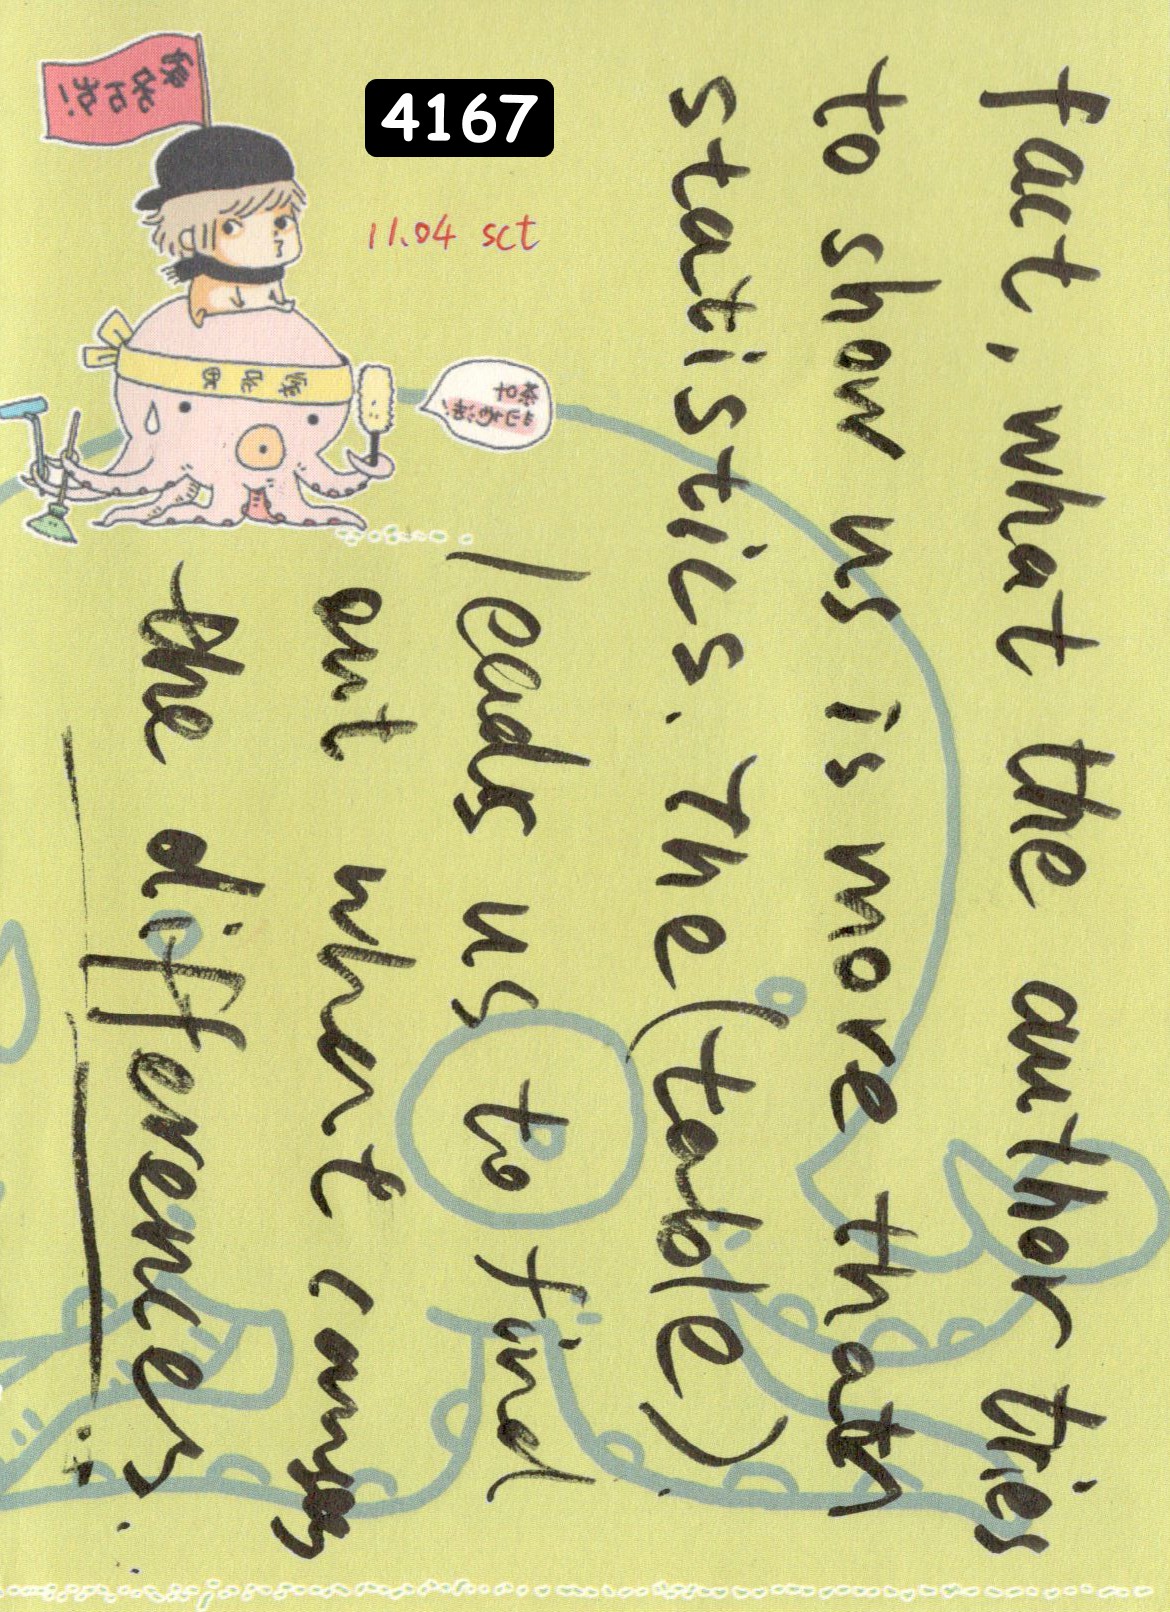 4167
11.04 sct
fact, what the author tries
to show us is more than
statistics. The (table)
leads us to find
out what causes
the differences.